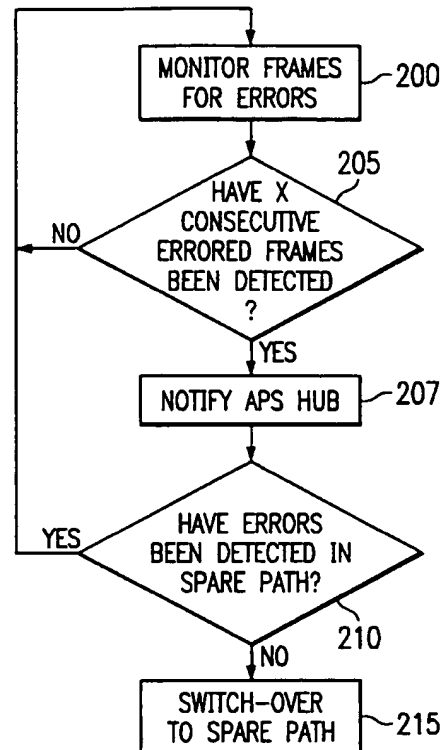 MONITOR FRAMES
FOR ERRORS
200
205
HAVE X
CONSECUTIVE
ERRORED FRAMES
BEEN DETECTED
?
NO
YES
NOTIFY APS HUB
207
HAVE ERRORS
BEEN DETECTED IN
SPARE PATH?
YES
210
NO
SWITCH-OVER
TO SPARE PATH
215